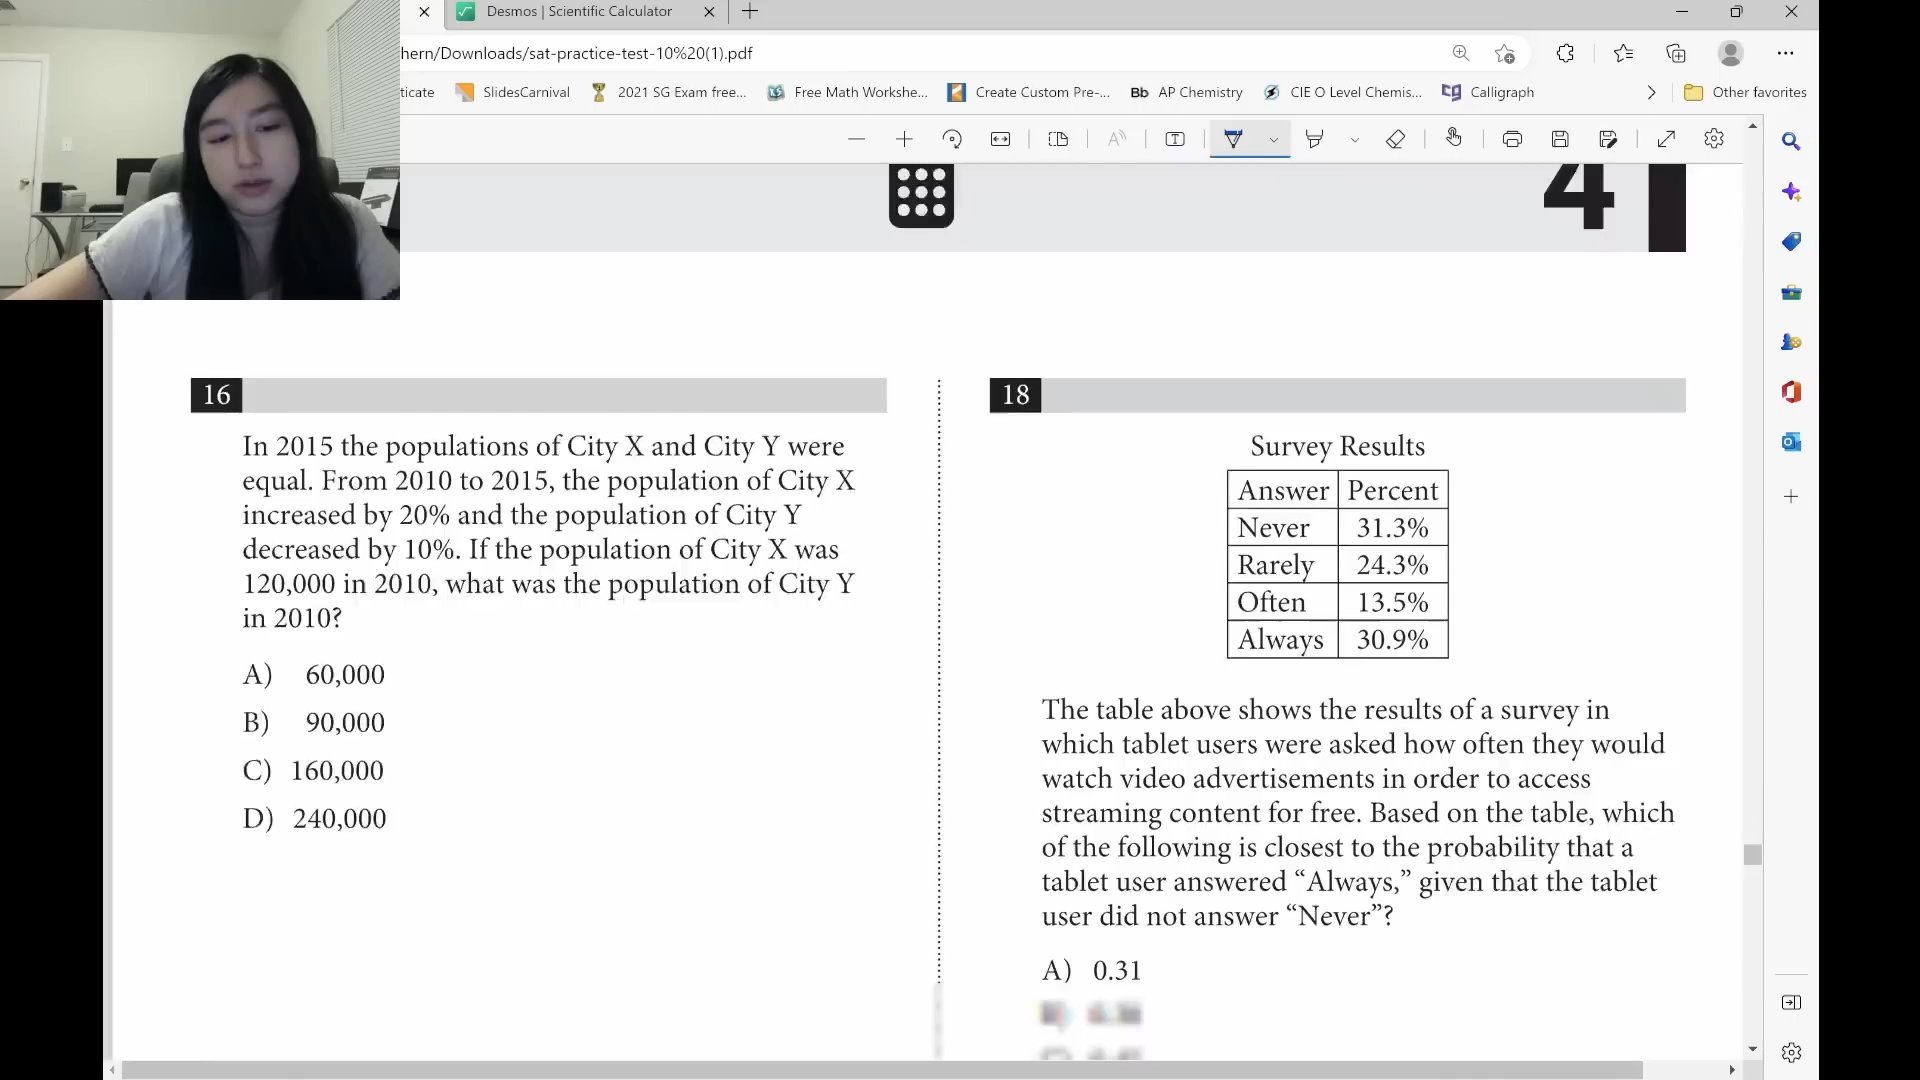 Desmos | Scientific Calculator
hern/Downloads/sat-practice-test-10%20(1).pdf
ticate SlidesCarnival 2021 SG Exam free... Free Math Workshe... Create Custom Pre-... Bb AP Chemistry CIE O Level Chemis... Calligraph Other favorites
4
16
In 2015 the populations of City X and City Y were
equal. From 2010 to 2015, the population of City X
increased by 20% and the population of City Y
decreased by 10%. If the population of City X was
120,000 in 2010, what was the population of City Y
in 2010?
A) 60,000
B) 90,000
C) 160,000
D) 240,000
18
Survey Results
Answer Percent
Never 31.3%
Rarely 24.3%
Often 13.5%
Always 30.9%
The table above shows the results of a survey in
which tablet users were asked how often they would
watch video advertisements in order to access
streaming content for free. Based on the table, which
of the following is closest to the probability that a
tablet user answered “Always,” given that the tablet
user did not answer “Never”?
A) 0.31